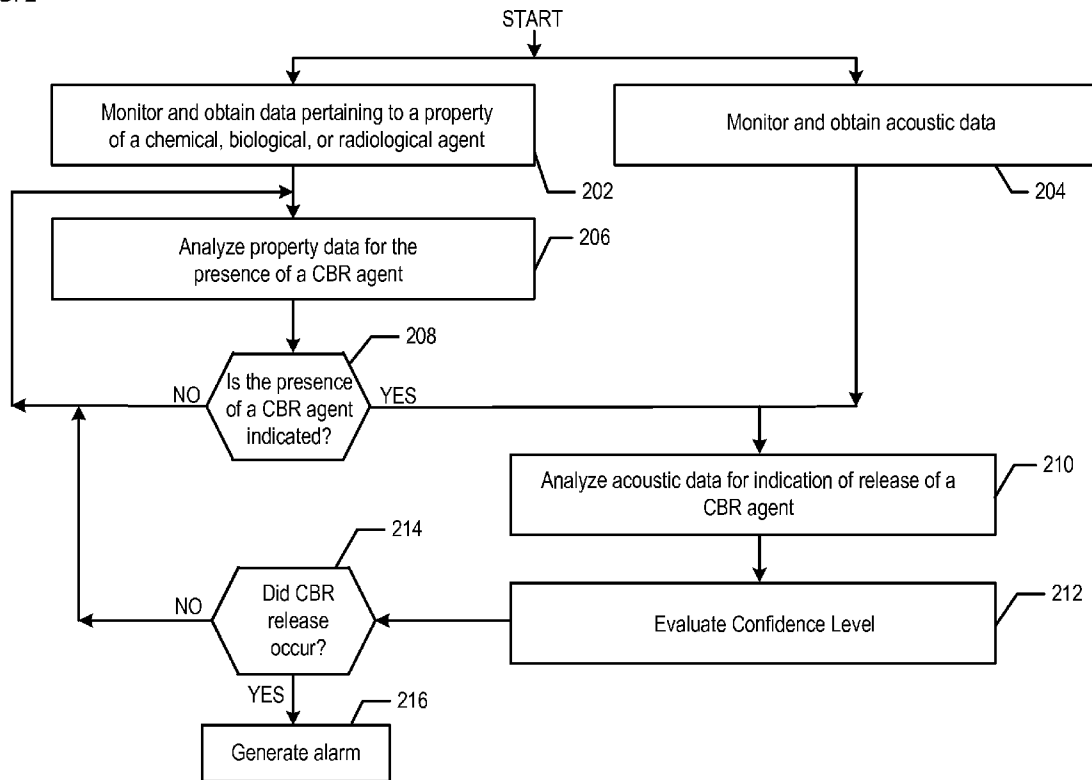 START
Monitor and obtain data pertaining to a property
of a chemical, biological, or radiological agent
Monitor and obtain acoustic data
202
204
Analyze property data for the
presence of a CBR agent
206
208
NO
Is the presence
of a CBR agent
indicated?
YES
Analyze acoustic data for indication of release of a
CBR agent
210
214
NO
Did CBR
release
occur?
Evaluate Confidence Level
212
YES
216
Generate alarm